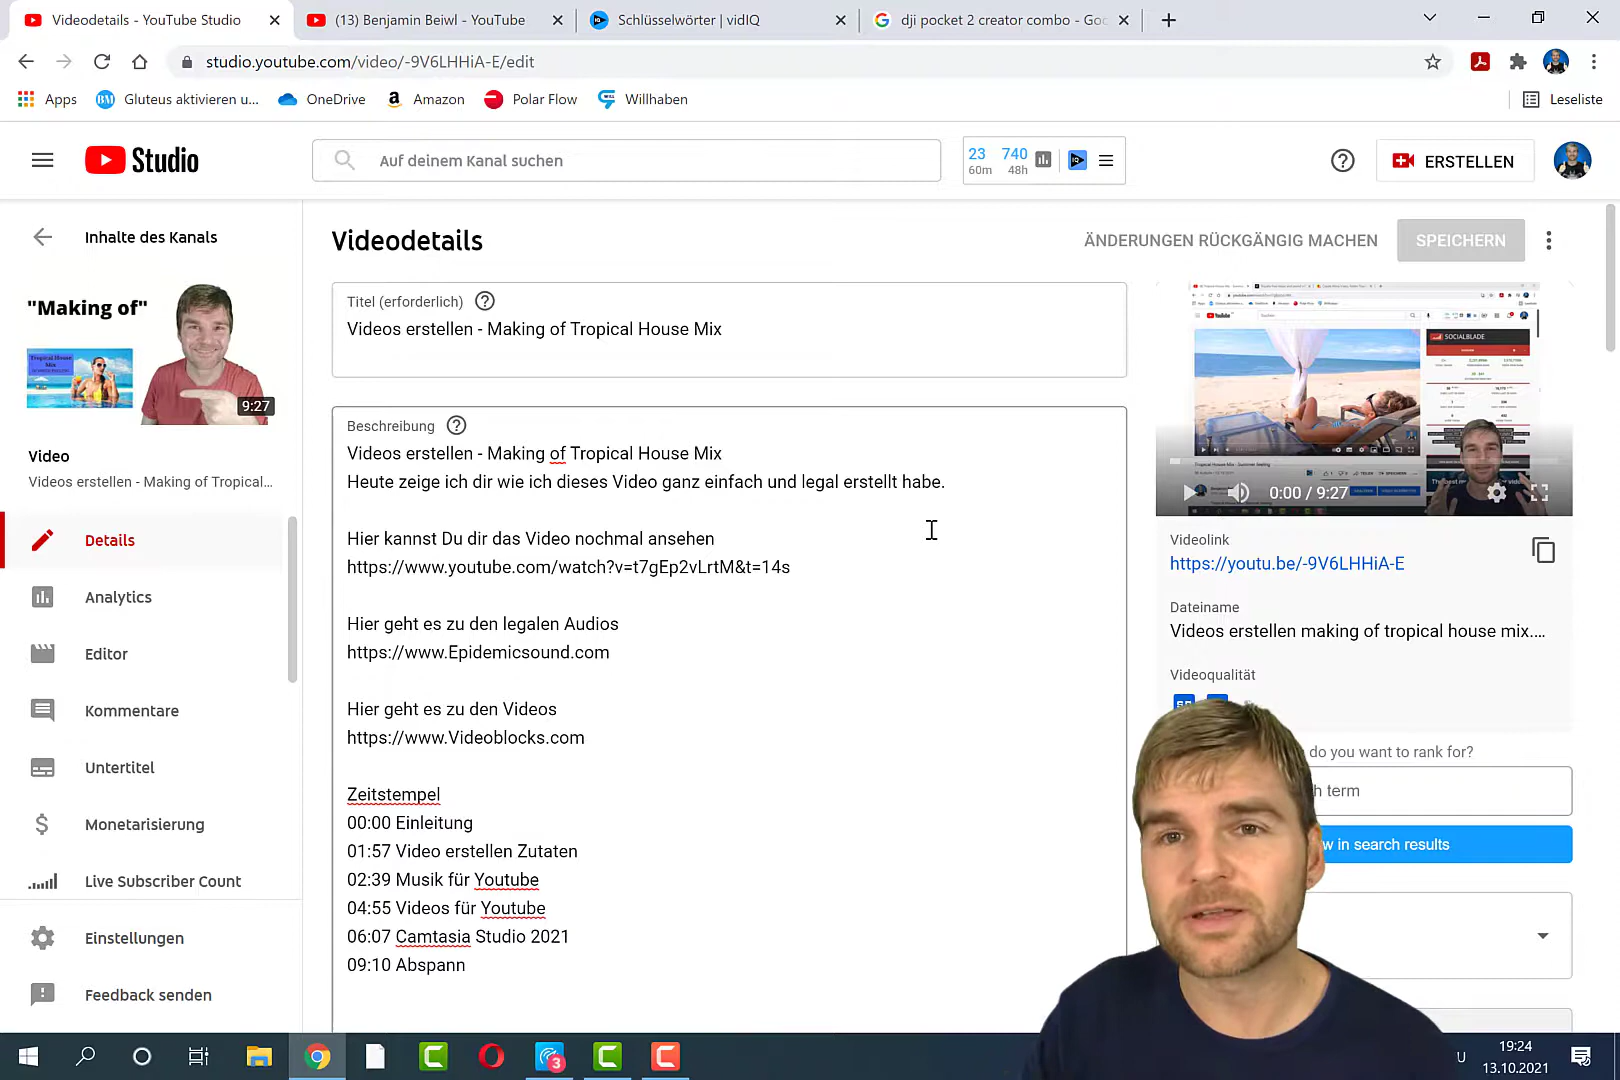 Videodetails - YouTube Studio
(13) Benjamin Beiwl - YouTube
Schlüsselwörter | vidIQ
dji pocket 2 creator combo - Goo
studio.youtube.com/video/-9V6LHHiA-E/edit
Apps
Gluteus aktivieren u...
OneDrive
Amazon
Polar Flow
Willhaben
Leseliste
Studio
Auf deinem Kanal suchen
23 740
60m 48h
ERSTELLEN
Inhalte des Kanals
Videodetails
ÄNDERUNGEN RÜCKGÄNGIG MACHEN
SPEICHERN
"Making of"
Tropical House
Mix
9:27
Titel (erforderlich)
Videos erstellen - Making of Tropical House Mix
SOCIALBLADE
0:00 / 9:27
Video
Videos erstellen - Making of Tropical...
Details
Analytics
Editor
Kommentare
Untertitel
Monetarisierung
Live Subscriber Count
Einstellungen
Feedback senden
Beschreibung
Videos erstellen - Making of Tropical House Mix
Heute zeige ich dir wie ich dieses Video ganz einfach und legal erstellt habe.
Hier kannst Du dir das Video nochmal ansehen
https://www.youtube.com/watch?v=t7gEp2vLrtM&t=14s
Hier geht es zu den legalen Audios
https://www.Epidemicsound.com
Hier geht es zu den Videos
https://www.Videoblocks.com
Zeitstempel
00:00 Einleitung
01:57 Video erstellen Zutaten
02:39 Musik für Youtube
04:55 Videos für Youtube
06:07 Camtasia Studio 2021
09:10 Abspann
Videolink
https://youtu.be/-9V6LHHiA-E
Dateiname
Videos erstellen making of tropical house mix....
Videoqualität
do you want to rank for?
h term
w in search results
3
U
19:24
13.10.2021